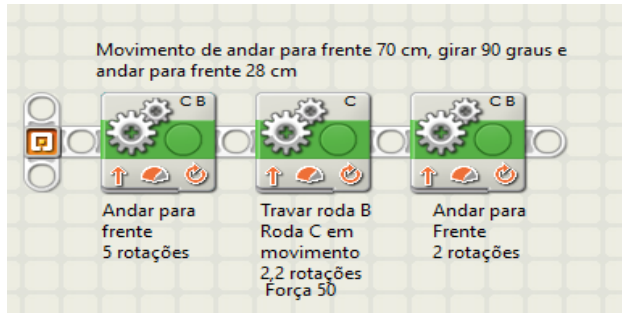 Movimento de andar para frente 70 cm, girar 90 graus e
andar para frente 28 cm
C B
C
C B
Andar para
frente
5 rotações
Travar roda B
Roda C em
movimento
2,2 rotações
Força 50
Andar para
Frente
2 rotações